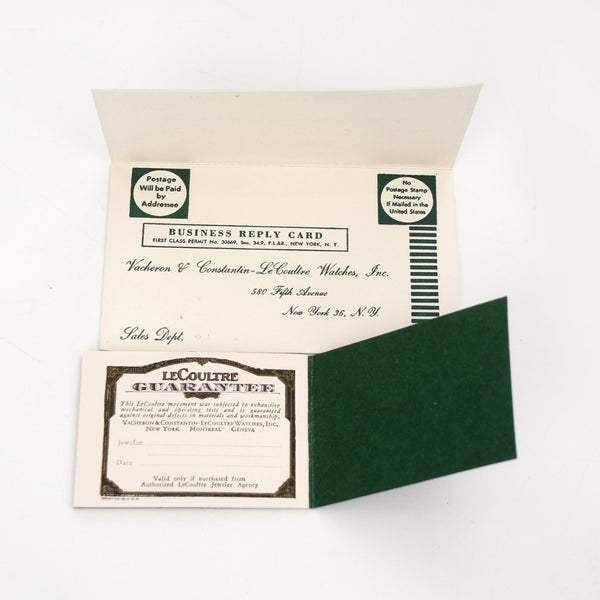 Postage
Will be Paid
by
Addressee
No
Postage Stamp
Necessary
If Mailed in the
United States
BUSINESS REPLY CARD
FIRST CLASS PERMIT No. 30669, Sec. 34.9, P.L.&R., NEW YORK, N. Y.
Vacheron & Constantin-LeCoultre Watches, Inc.
580 Fifth Avenue
New York 36, N. Y.
Sales Dept.
LECOULTRE
GUARANTEE
This LeCoultre movement was subjected to exhaustive
mechanical and operating tests and is guaranteed
against original defects in materials and workmanship.
VACHERON & CONSTANTIN-LECOULTRE WATCHES, INC.
NEW YORK MONTREAL GENEVA
Jeweler
Date
Valid only if purchased from
Authorized LeCoultre Jeweler Agency
PRINTED IN U.S.A.